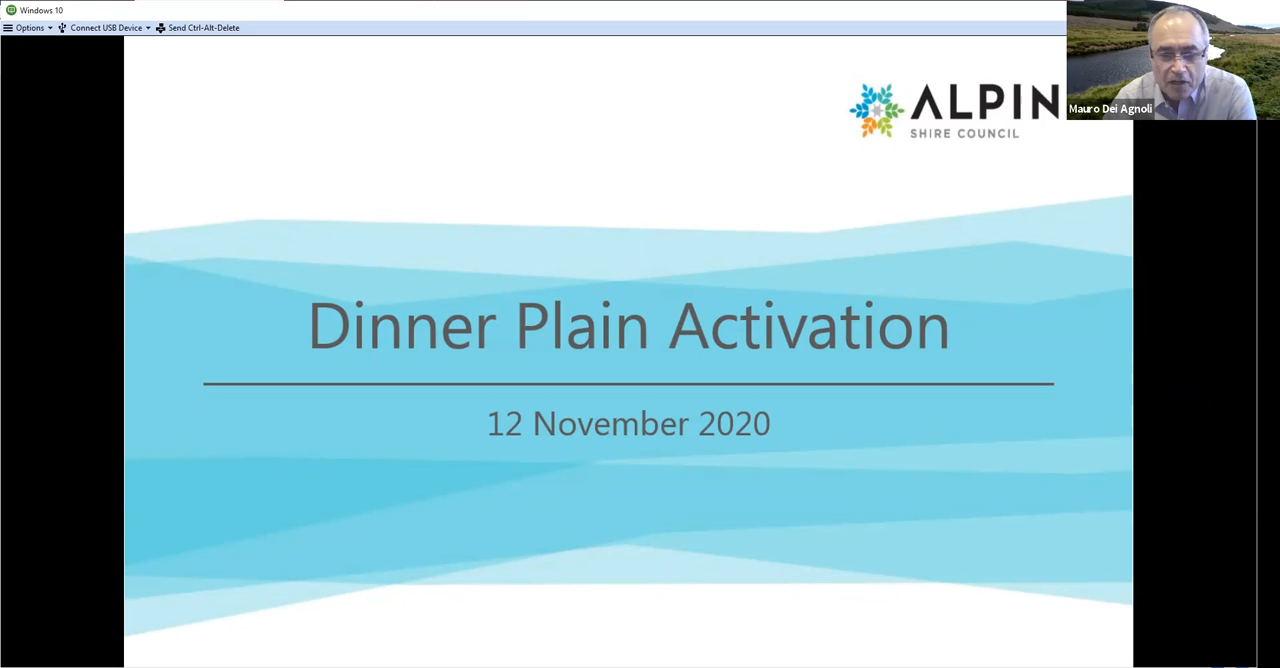 Windows 10
Options Connect USB Device Send Ctrl-Alt-Delete
ALPIN
SHIRE COUNCIL
Mauro Dei Agnoli
Dinner Plain Activation
12 November 2020